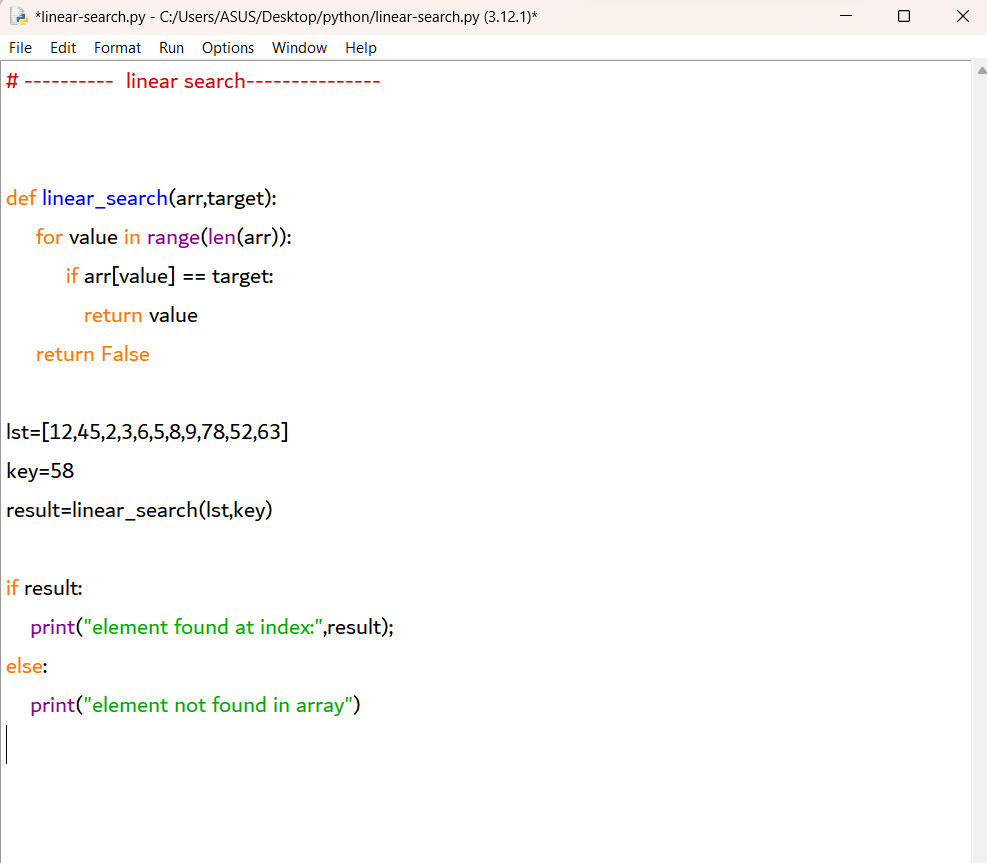 *linear-search.py - C:/Users/ASUS/Desktop/python/linear-search.py (3.12.1)*
File Edit Format Run Options Window Help
# ----------  linear search---------------
def linear_search(arr,target):
    for value in range(len(arr)):
        if arr[value] == target:
            return value
    return False
lst=[12,45,2,3,6,5,8,9,78,52,63]
key=58
result=linear_search(lst,key)
if result:
    print("element found at index:",result);
else:
    print("element not found in array")